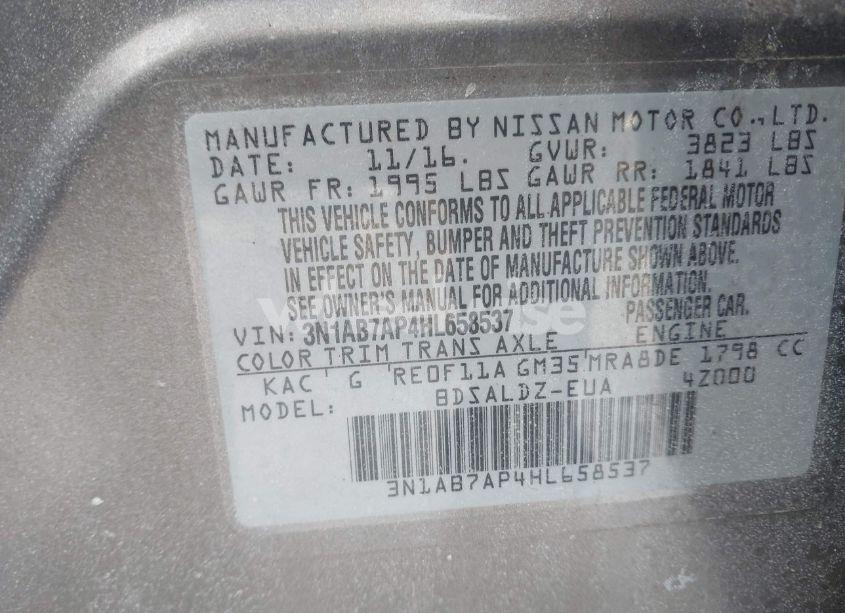 MANUFACTURED BY NISSAN MOTOR CO.,LTD.
DATE: 11/16. GVWR: 3823 LBS
GAWR FR: 1995 LBS GAWR RR: 1841 LBS
THIS VEHICLE CONFORMS TO ALL APPLICABLE FEDERAL MOTOR
VEHICLE SAFETY, BUMPER AND THEFT PREVENTION STANDARDS
IN EFFECT ON THE DATE OF MANUFACTURE SHOWN ABOVE.
SEE OWNER'S MANUAL FOR ADDITIONAL INFORMATION.
VIN: 3N1AB7AP4HL658537 PASSENGER CAR.
COLOR TRIM TRANS AXLE ENGINE
KAC G RE0F11A GM35 MRA8DE 1798 CC
MODEL: BDSALDZ-EUA 4Z000
3N1AB7AP4HL658537